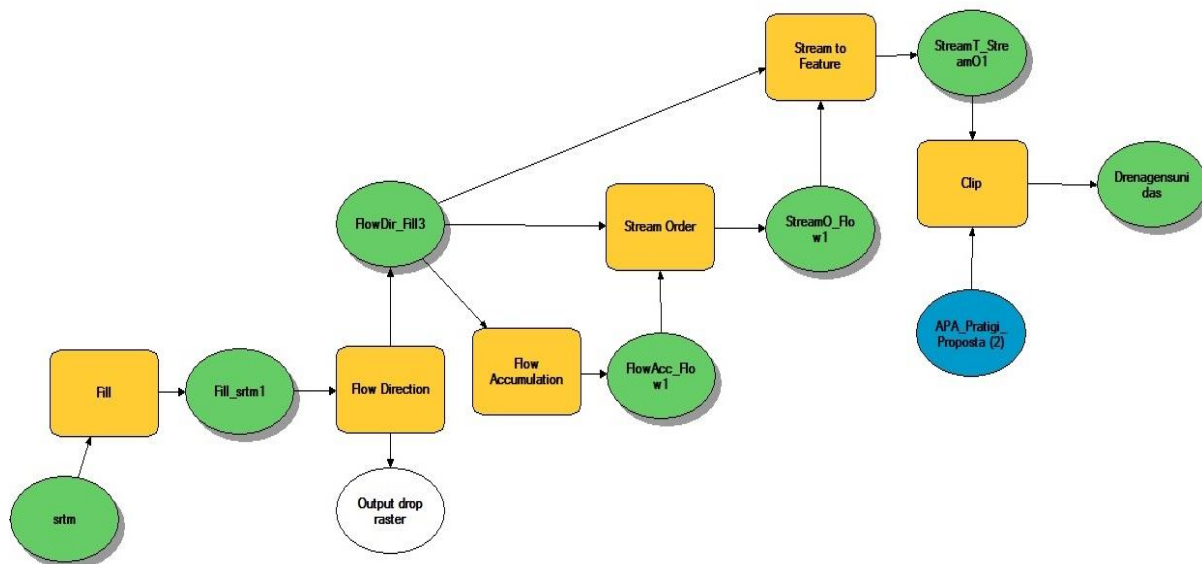 srtm
Fill
Fill_srtm1
Flow Direction
Output drop
raster
FlowDir_Fill3
Flow
Accumulation
FlowAcc_Flo
w1
Stream Order
StreamO_Flo
w1
Stream to
Feature
StreamT_Stre
amO1
Clip
APA_Pratigi_
Proposta (2)
Drenagensuni
das